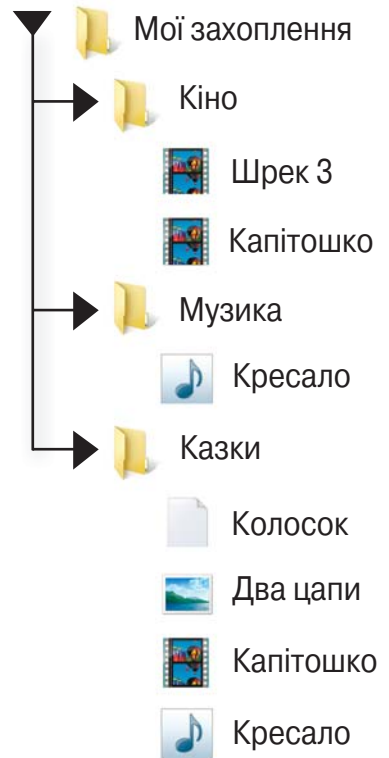 Мої захоплення
Кіно
Шрек 3
Капітошко
Музика
Кресало
Казки
Колосок
Два цапи
Капітошко
Кресало